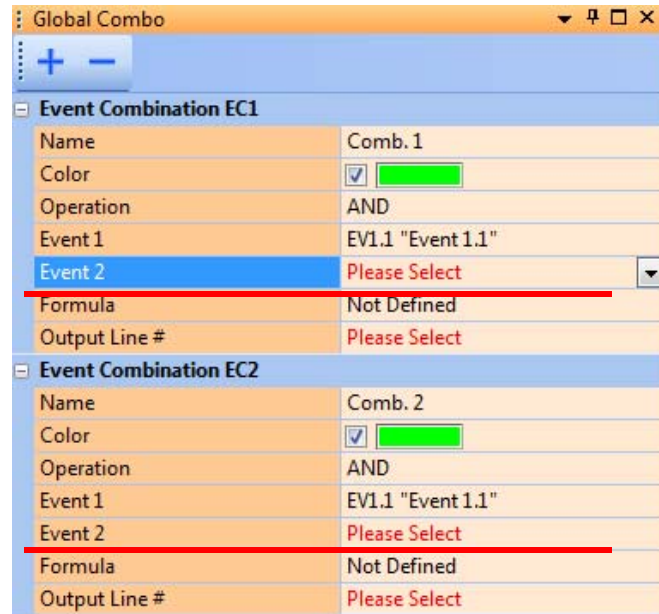 Global Combo
Event Combination EC1
Name Comb. 1
Color
Operation AND
Event 1 EV1.1 "Event 1.1"
Event 2 Please Select
Formula Not Defined
Output Line # Please Select
Event Combination EC2
Name Comb. 2
Color
Operation AND
Event 1 EV1.1 "Event 1.1"
Event 2 Please Select
Formula Not Defined
Output Line # Please Select